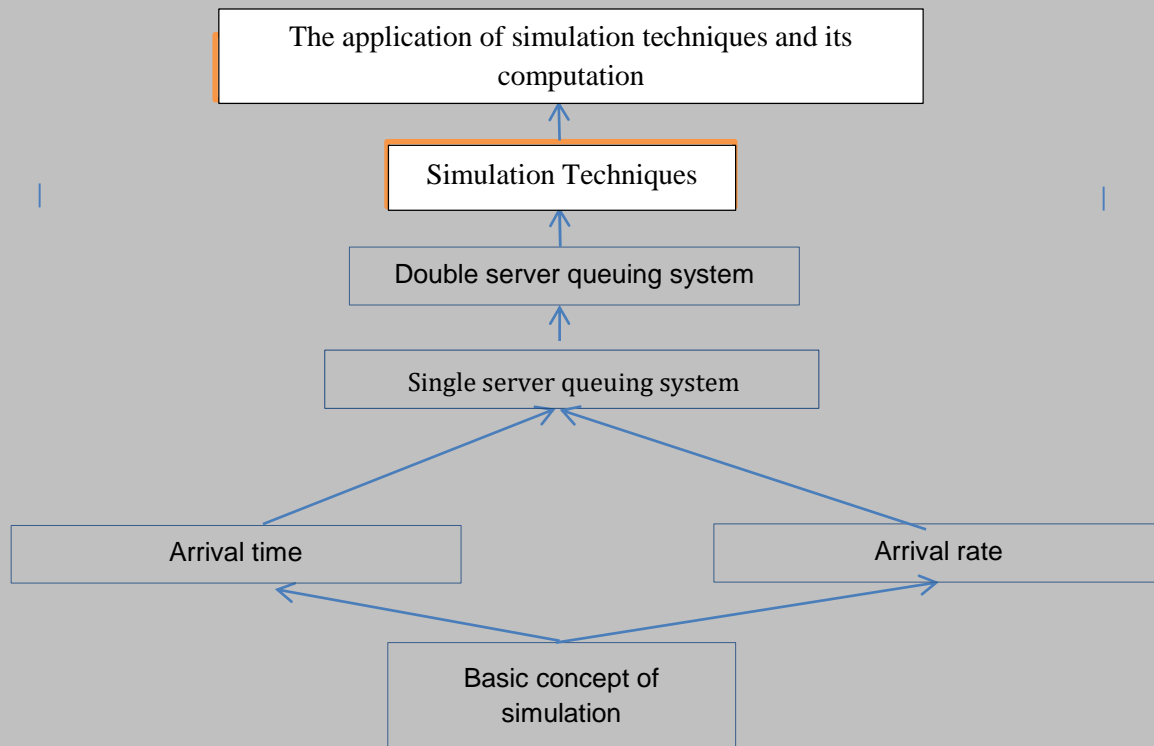 The application of simulation techniques and its
computation
Simulation Techniques
Double server queuing system
Single server queuing system
Arrival time
Arrival rate
Basic concept of
simulation